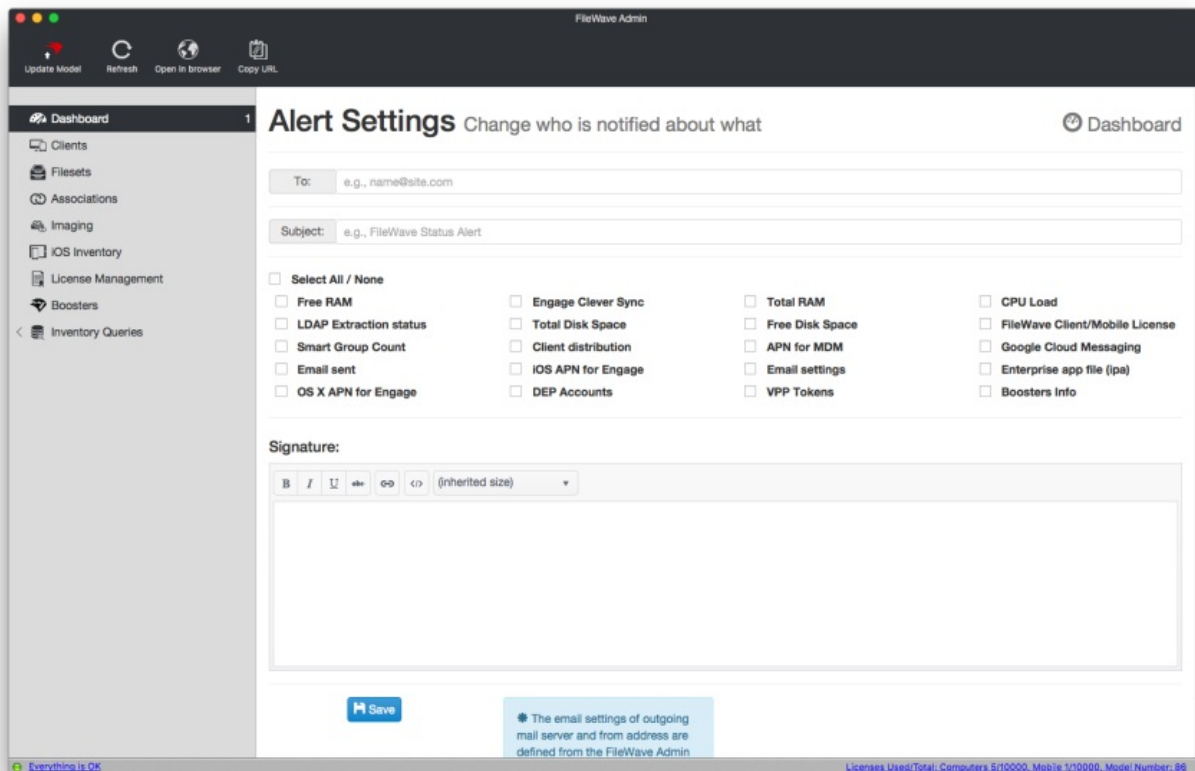 FileWave Admin
Update Model
Refresh
Open in browser
Copy URL
Dashboard 1
Clients
Filesets
Associations
Imaging
iOS Inventory
License Management
Boosters
Inventory Queries
Alert Settings Change who is notified about what
Dashboard
To: e.g., name@site.com
Subject: e.g., FileWave Status Alert
Select All / None
Free RAM Engage Clever Sync Total RAM CPU Load
LDAP Extraction status Total Disk Space Free Disk Space FileWave Client/Mobile License
Smart Group Count Client distribution APN for MDM Google Cloud Messaging
Email sent iOS APN for Engage Email settings Enterprise app file (ipa)
OS X APN for Engage DEP Accounts VPP Tokens Boosters Info
Signature:
B I U abc </> (inherited size)
Save
The email settings of outgoing
mail server and from address are
defined from the FileWave Admin
Everything is OK
Licenses Used/Total: Computers 5/10000, Mobile 1/10000, Model Number: 86